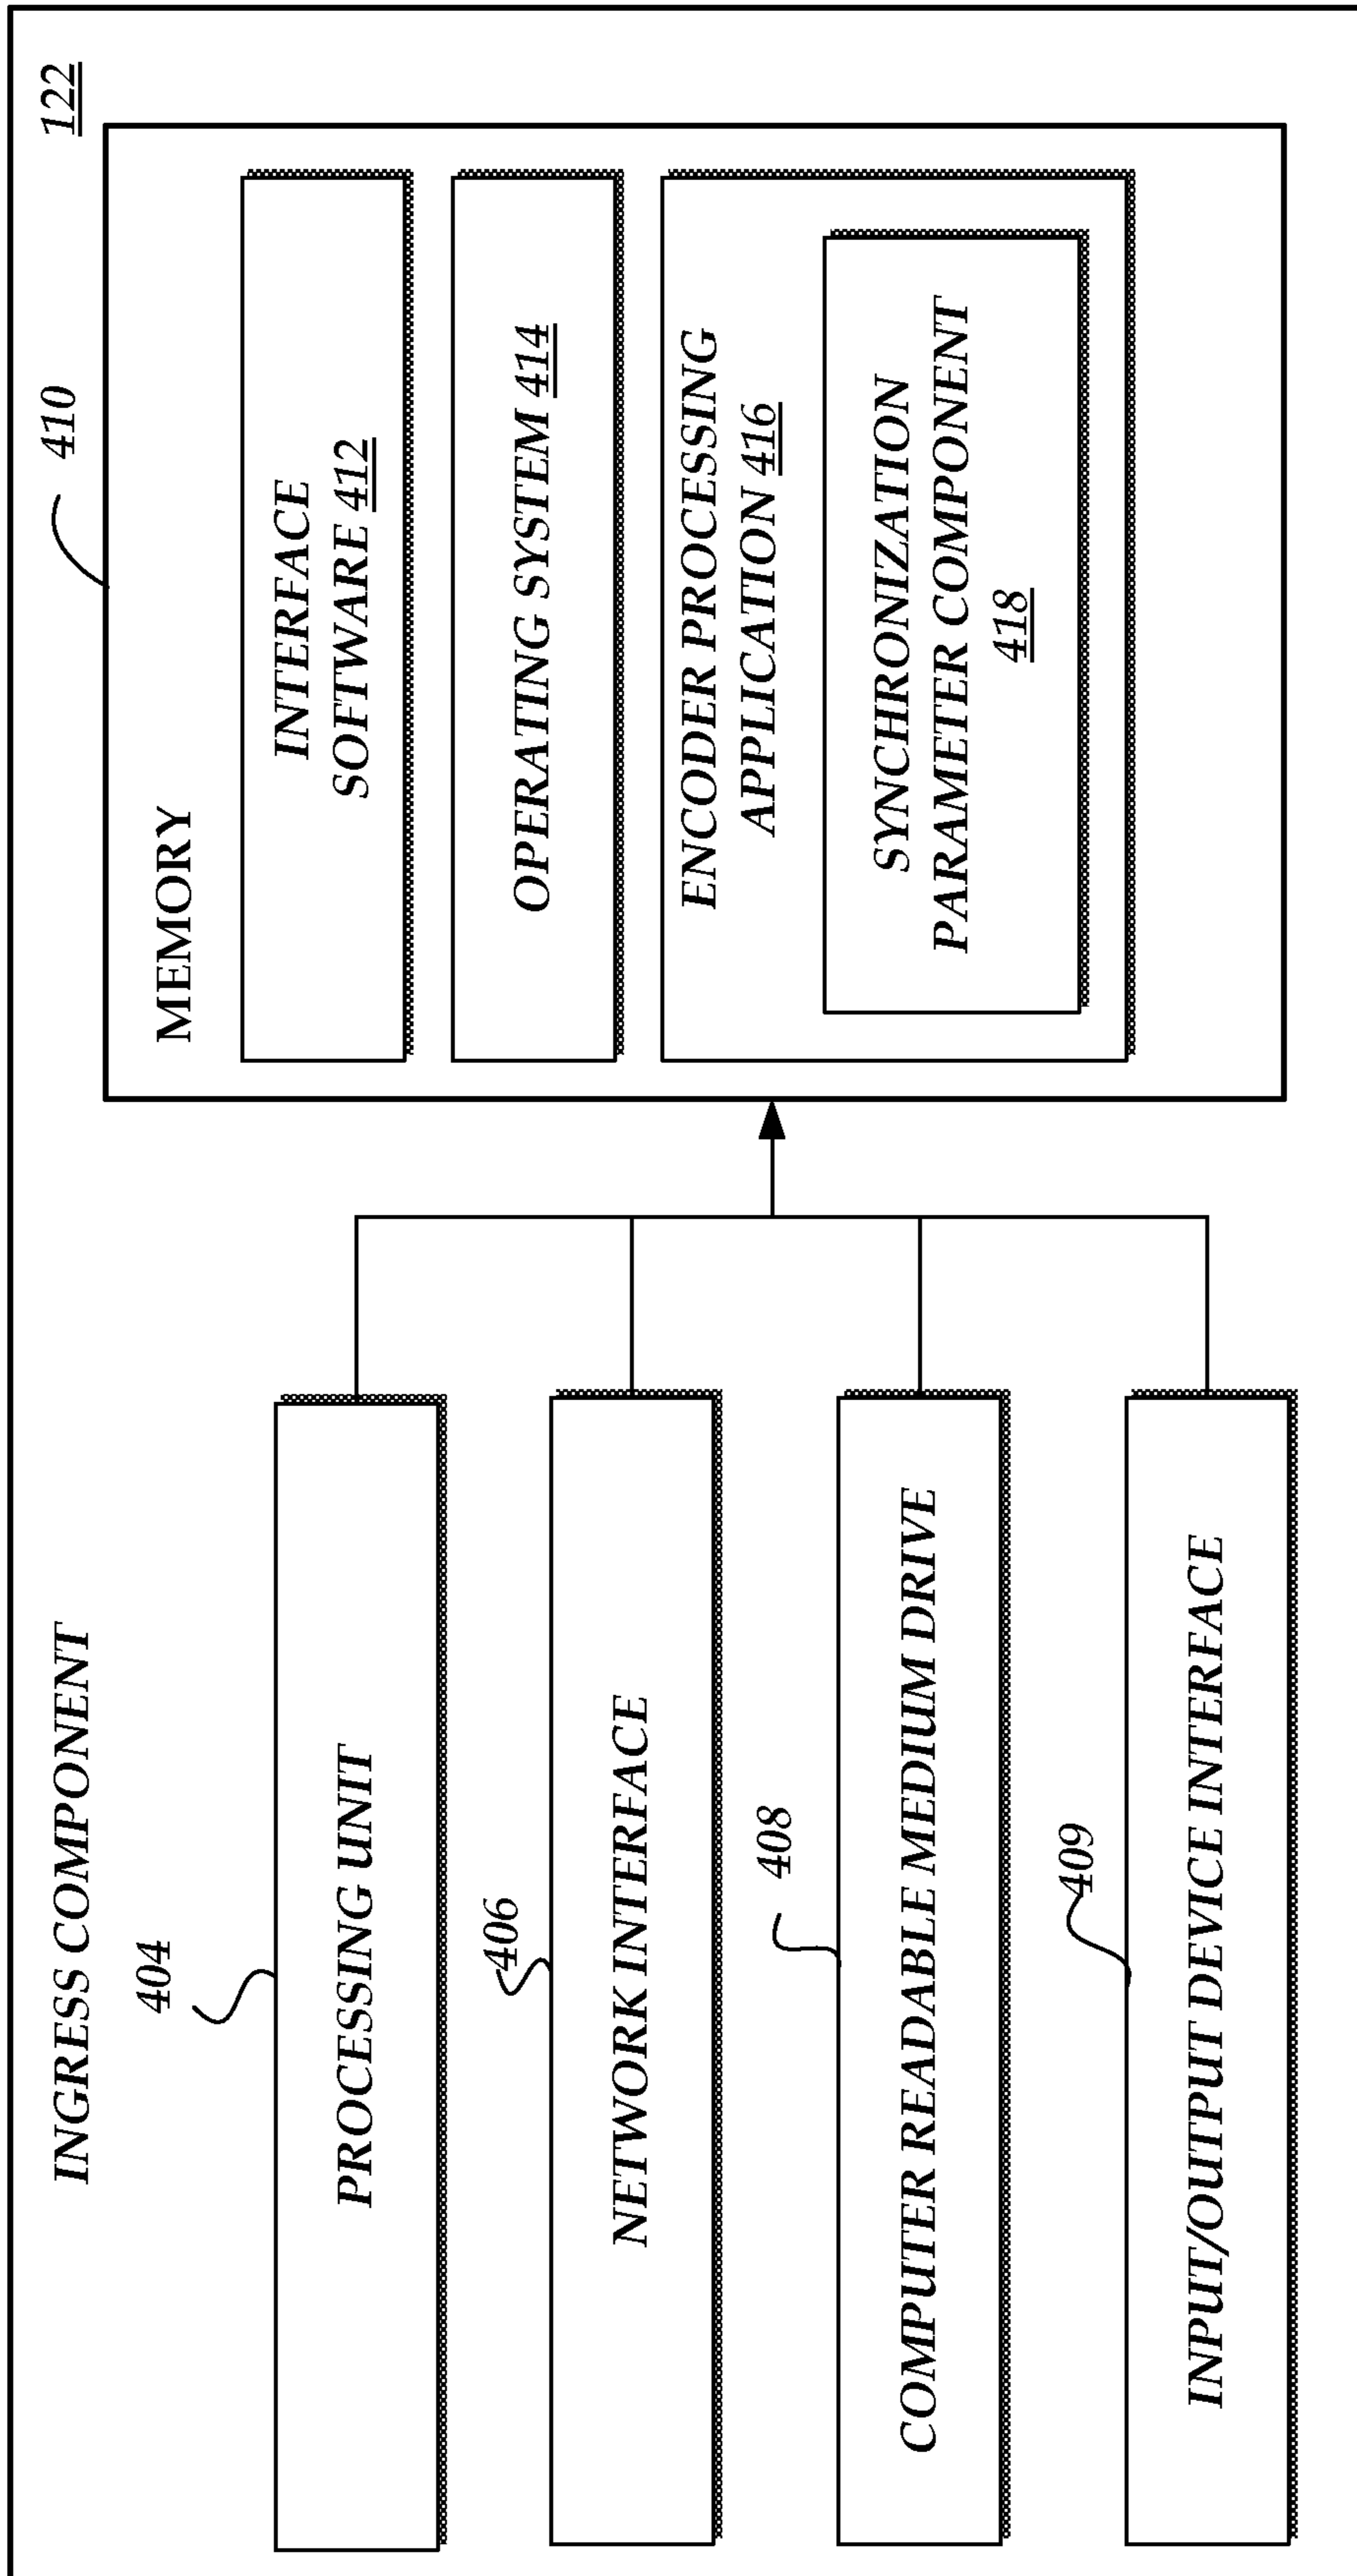 INGRESS COMPONENT
122
404
PROCESSING UNIT
406
NETWORK INTERFACE
408
COMPUTER READABLE MEDIUM DRIVE
409
INPUT/OUTPUT DEVICE INTERFACE
410
MEMORY
INTERFACE
SOFTWARE 412
OPERATING SYSTEM 414
ENCODER PROCESSING
APPLICATION 416
SYNCHRONIZATION
PARAMETER COMPONENT
418